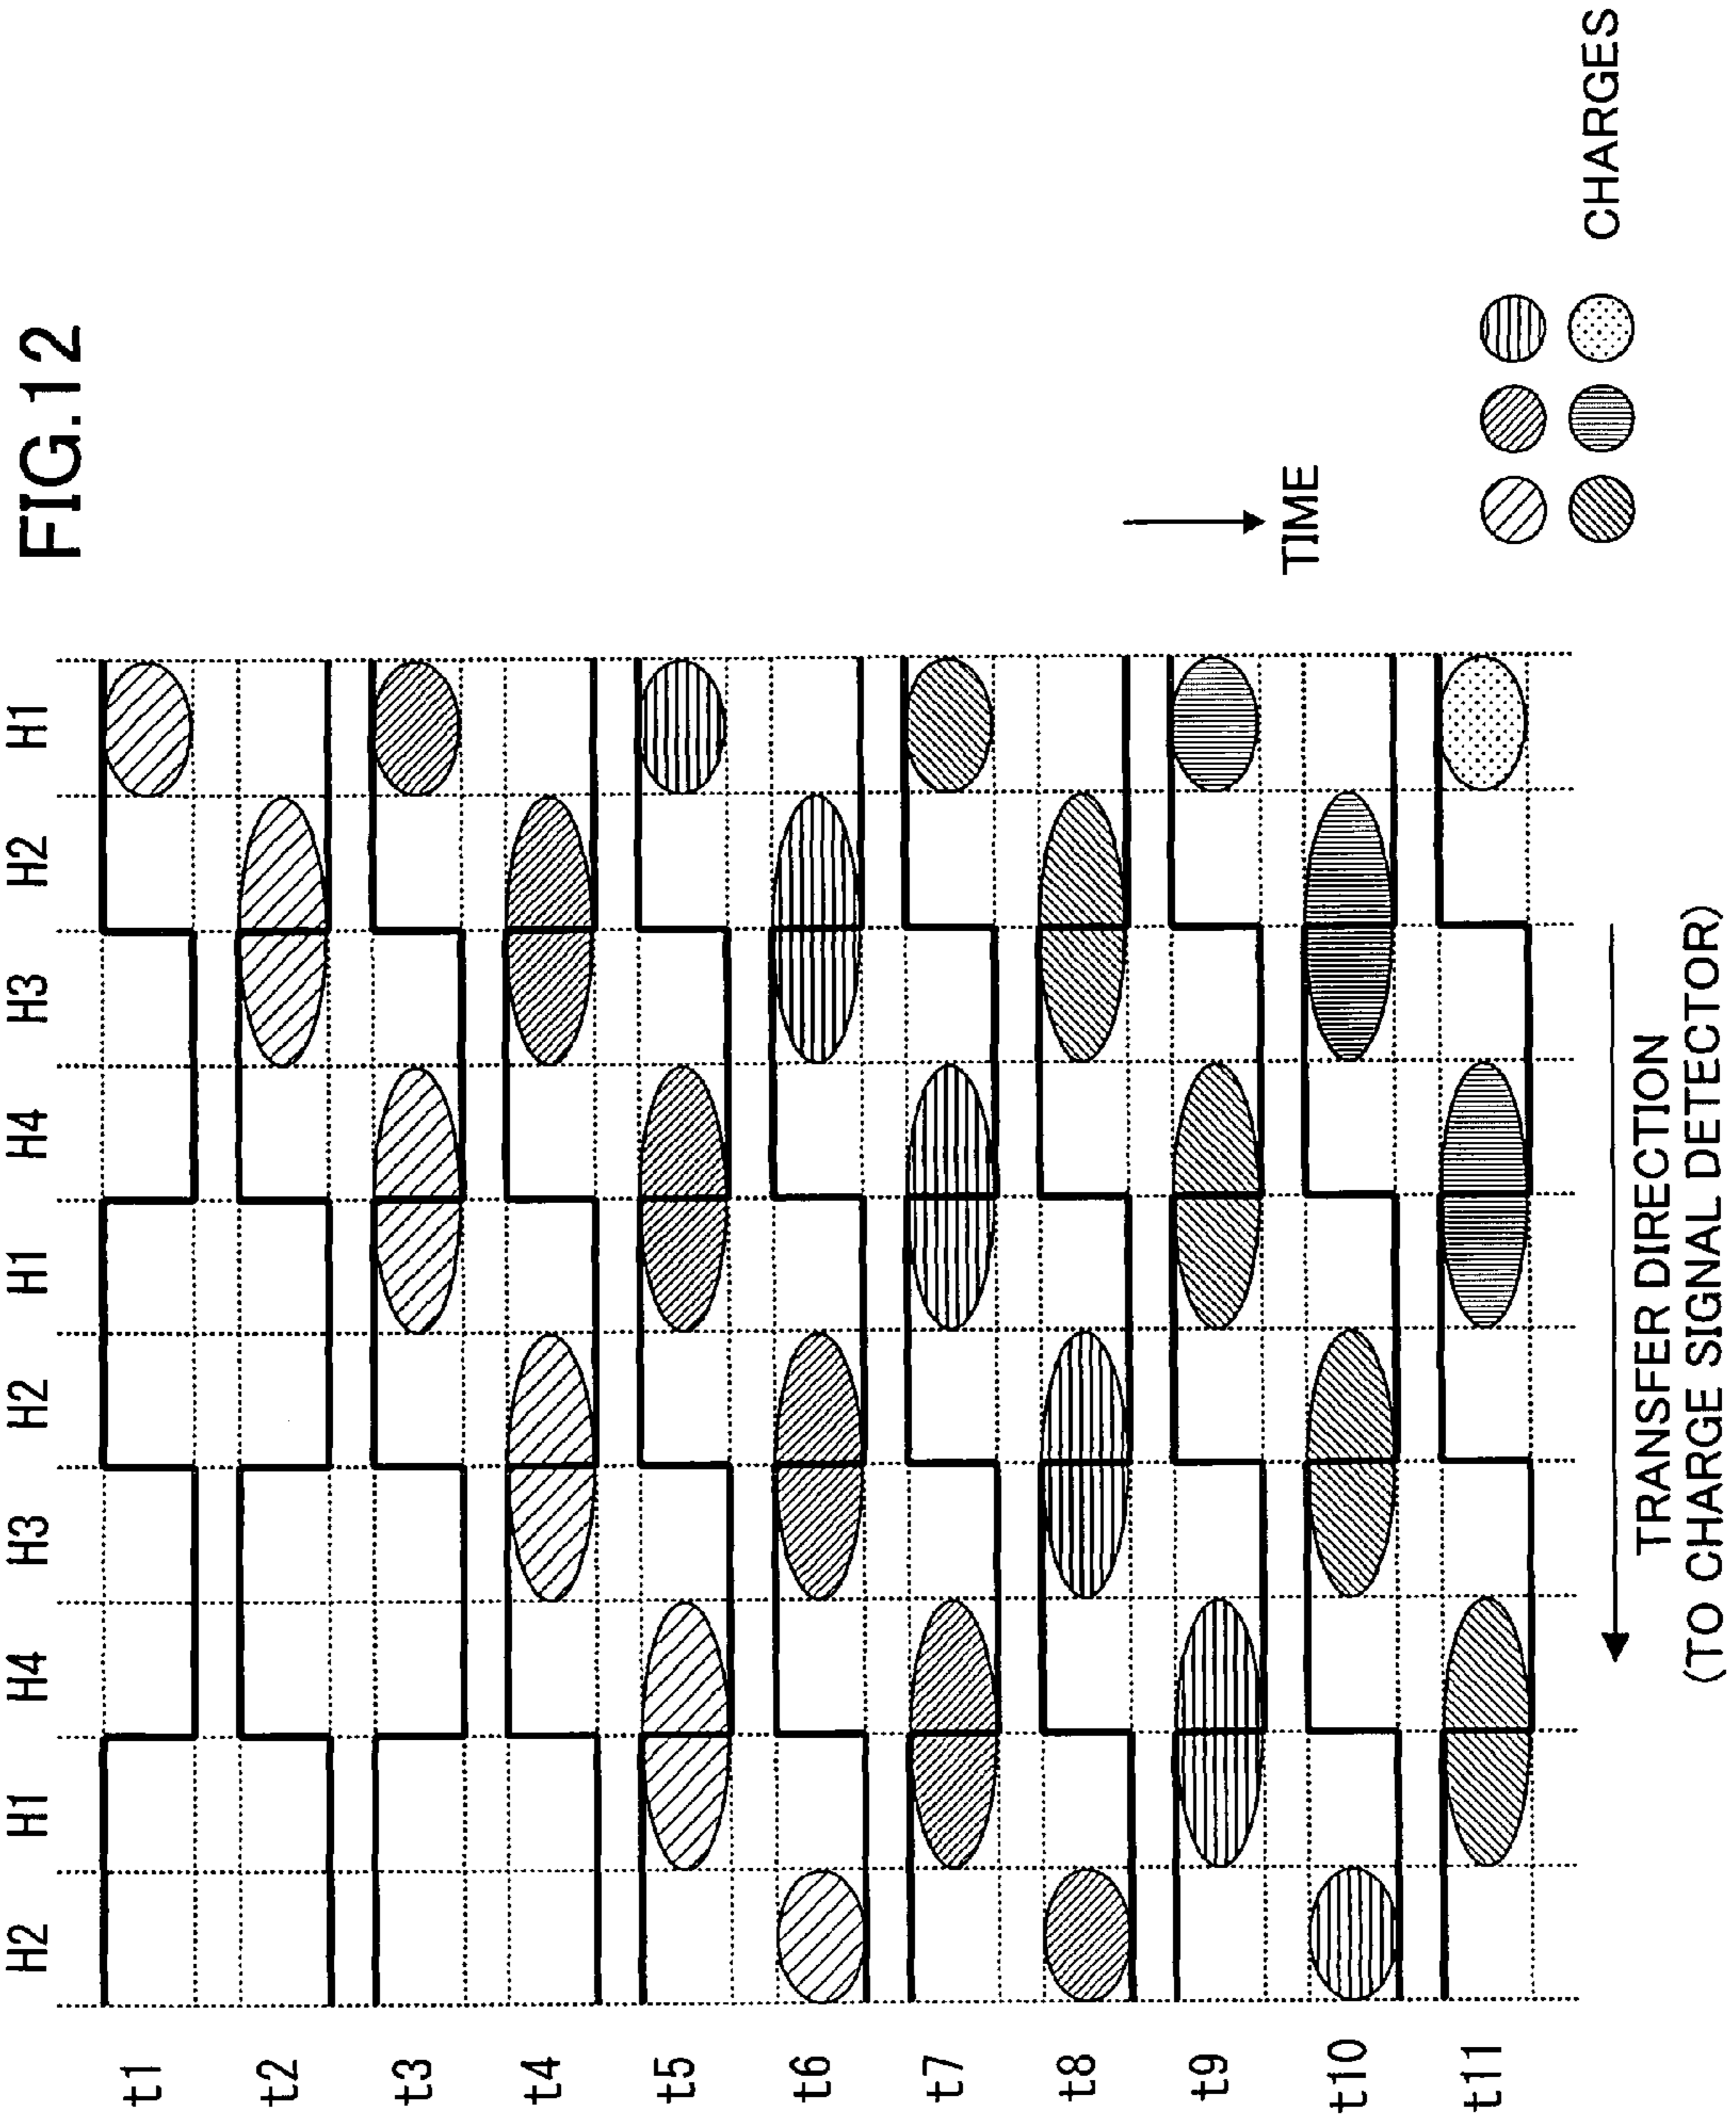 FIG.12
H2 H1 H4 H3 H2 H1 H4 H3 H2 H1
t1
t2
t3
t4
t5
t6
t7
t8
t9
t10
t11
TIME
CHARGES
TRANSFER DIRECTION
(TO CHARGE SIGNAL DETECTOR)